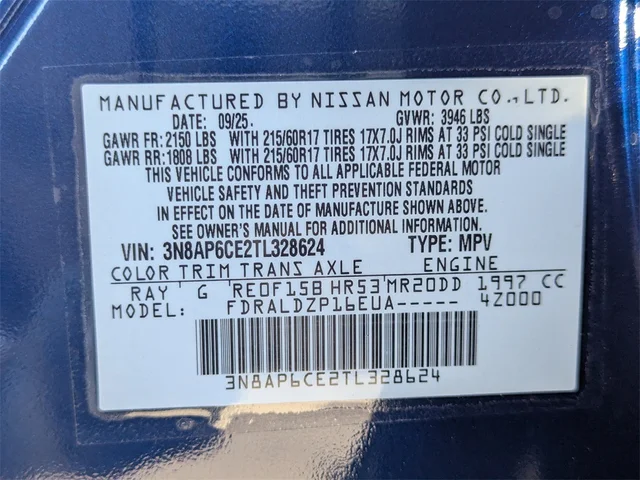 MANUFACTURED BY NISSAN MOTOR CO., LTD.
DATE: 09/25. GVWR: 3946 LBS
GAWR FR: 2150 LBS WITH 215/60R17 TIRES 17X7.0J RIMS AT 33 PSI COLD SINGLE
GAWR RR: 1808 LBS WITH 215/60R17 TIRES 17X7.0J RIMS AT 33 PSI COLD SINGLE
THIS VEHICLE CONFORMS TO ALL APPLICABLE FEDERAL MOTOR
VEHICLE SAFETY AND THEFT PREVENTION STANDARDS
IN EFFECT ON THE DATE OF MANUFACTURE SHOWN ABOVE.
SEE OWNER'S MANUAL FOR ADDITIONAL INFORMATION.
VIN: 3N8AP6CE2TL328624 TYPE: MPV
COLOR TRIM TRANS AXLE ENGINE
RAY G RE0F15B HR53 MR20DD 1997 CC
MODEL: FDRALDZP16EUA----- 4Z000
3N8AP6CE2TL328624